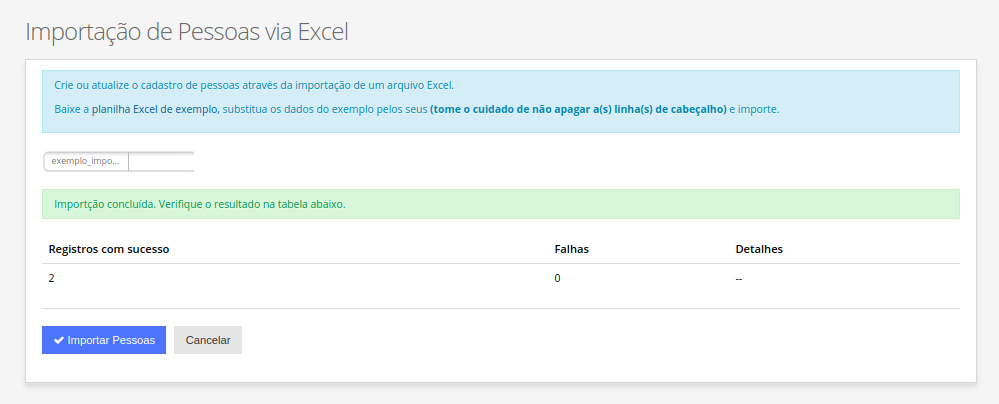 Importação de Pessoas via Excel
Crie ou atualize o cadastro de pessoas através da importação de um arquivo Excel.
Baixe a planilha Excel de exemplo, substitua os dados do exemplo pelos seus (tome o cuidado de não apagar a(s) linha(s) de cabeçalho) e importe.
exemplo_impo...
Importção concluída. Verifique o resultado na tabela abaixo.
Registros com sucesso Falhas Detalhes
2 0 --
Importar Pessoas Cancelar